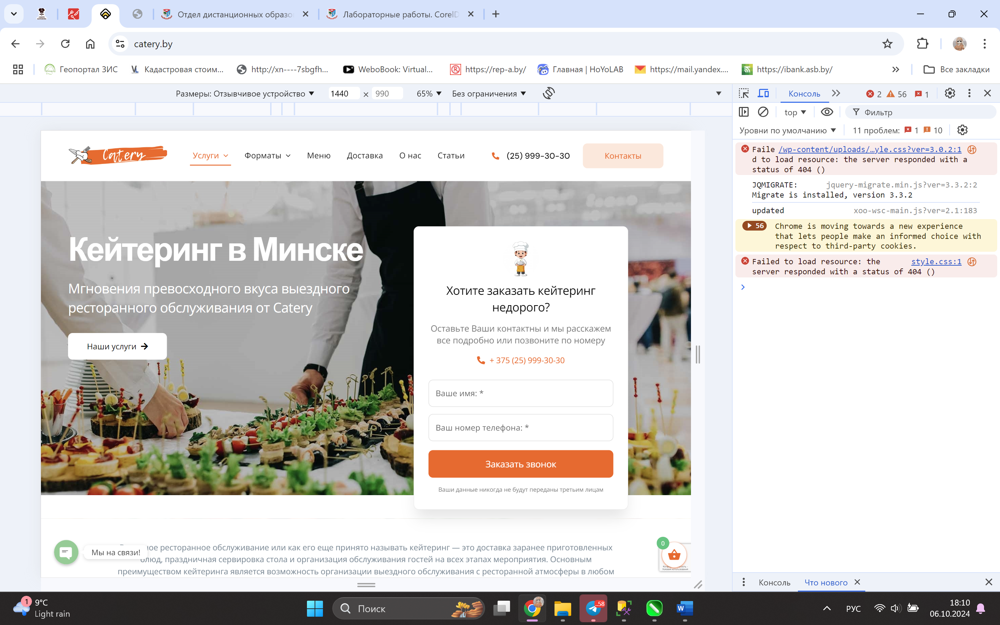 Отдел дистанционных образо
Лабораторные работы. CorelD
catery.by
Геопортал ЗИС
Кадастровая стоим...
http://xn----7sbgfh...
WeboBook: Virtual...
https://rep-a.by/
Главная | HoYoLAB
https://mail.yandex....
https://ibank.asb.by/
Все закладки
Размеры: Отзывчивое устройство
1440 × 990
65%
Без ограничения
Консоль
2
56
1
top
Фильтр
Уровни по умолчанию
11 проблем: 1 10
Faile /wp-content/uploads/…yle.css?ver=3.0.2:1
d to load resource: the server responded with a
status of 404 ()
JQMIGRATE: jquery-migrate.min.js?ver=3.3.2:2
Migrate is installed, version 3.3.2
updated xoo-wsc-main.js?ver=2.1:183
56 Chrome is moving towards a new experience
that lets people make an informed choice with
respect to third-party cookies.
Failed to load resource: the style.css:1
server responded with a status of 404 ()
Catery
Услуги
Форматы
Меню
Доставка
О нас
Статьи
(25) 999-30-30
Контакты
Кейтеринг в Минске
Мгновения превосходного вкуса выездного
ресторанного обслуживания от Catery
Наши услуги
Хотите заказать кейтеринг
недорого?
Оставьте Ваши контактны и мы расскажем
все подробно или позвоните по номеру
+ 375 (25) 999-30-30
Ваше имя: *
Ваш номер телефона: *
Заказать звонок
Ваши данные никогда не будут переданы третьим лицам
ресторанное обслуживание или как его еще принято называть кейтеринг — это доставка заранее приготовленных
блюд, праздничная сервировка стола и организация обслуживания гостей на всех этапах мероприятия. Основным
преимуществом кейтеринга является возможность организации выездного обслуживания с ресторанной атмосферы в любом
Мы на связи!
0
Консоль
Что нового
1
9°C
Light rain
Поиск
..58
РУС
18:10
06.10.2024